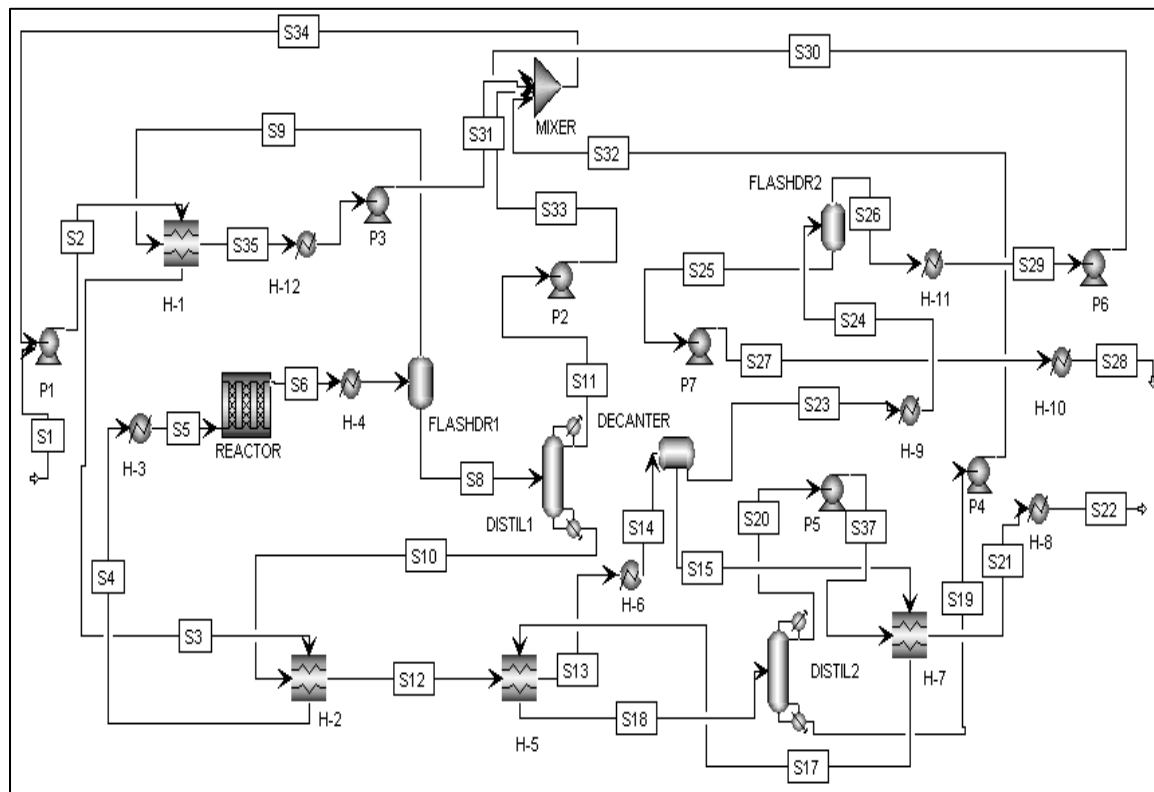 S34
S30
MIXER
S9
S31
S32
FLASHDR2
S2
P3
S33
S26
S35
H-12
S25
S29
H-1
P2
H-11
P6
S24
P1
P7
S27
S28
S6
S11
H-10
S1
S5
H-4
FLASHDR1
DECANTER
S23
REACTOR
H-3
H-9
S8
P4
DISTIL1
S14
S20
P5
S37
S22
H-8
S10
S15
S21
S4
H-6
S19
S3
S12
S13
DISTIL2
H-7
H-2
S18
H-5
S17